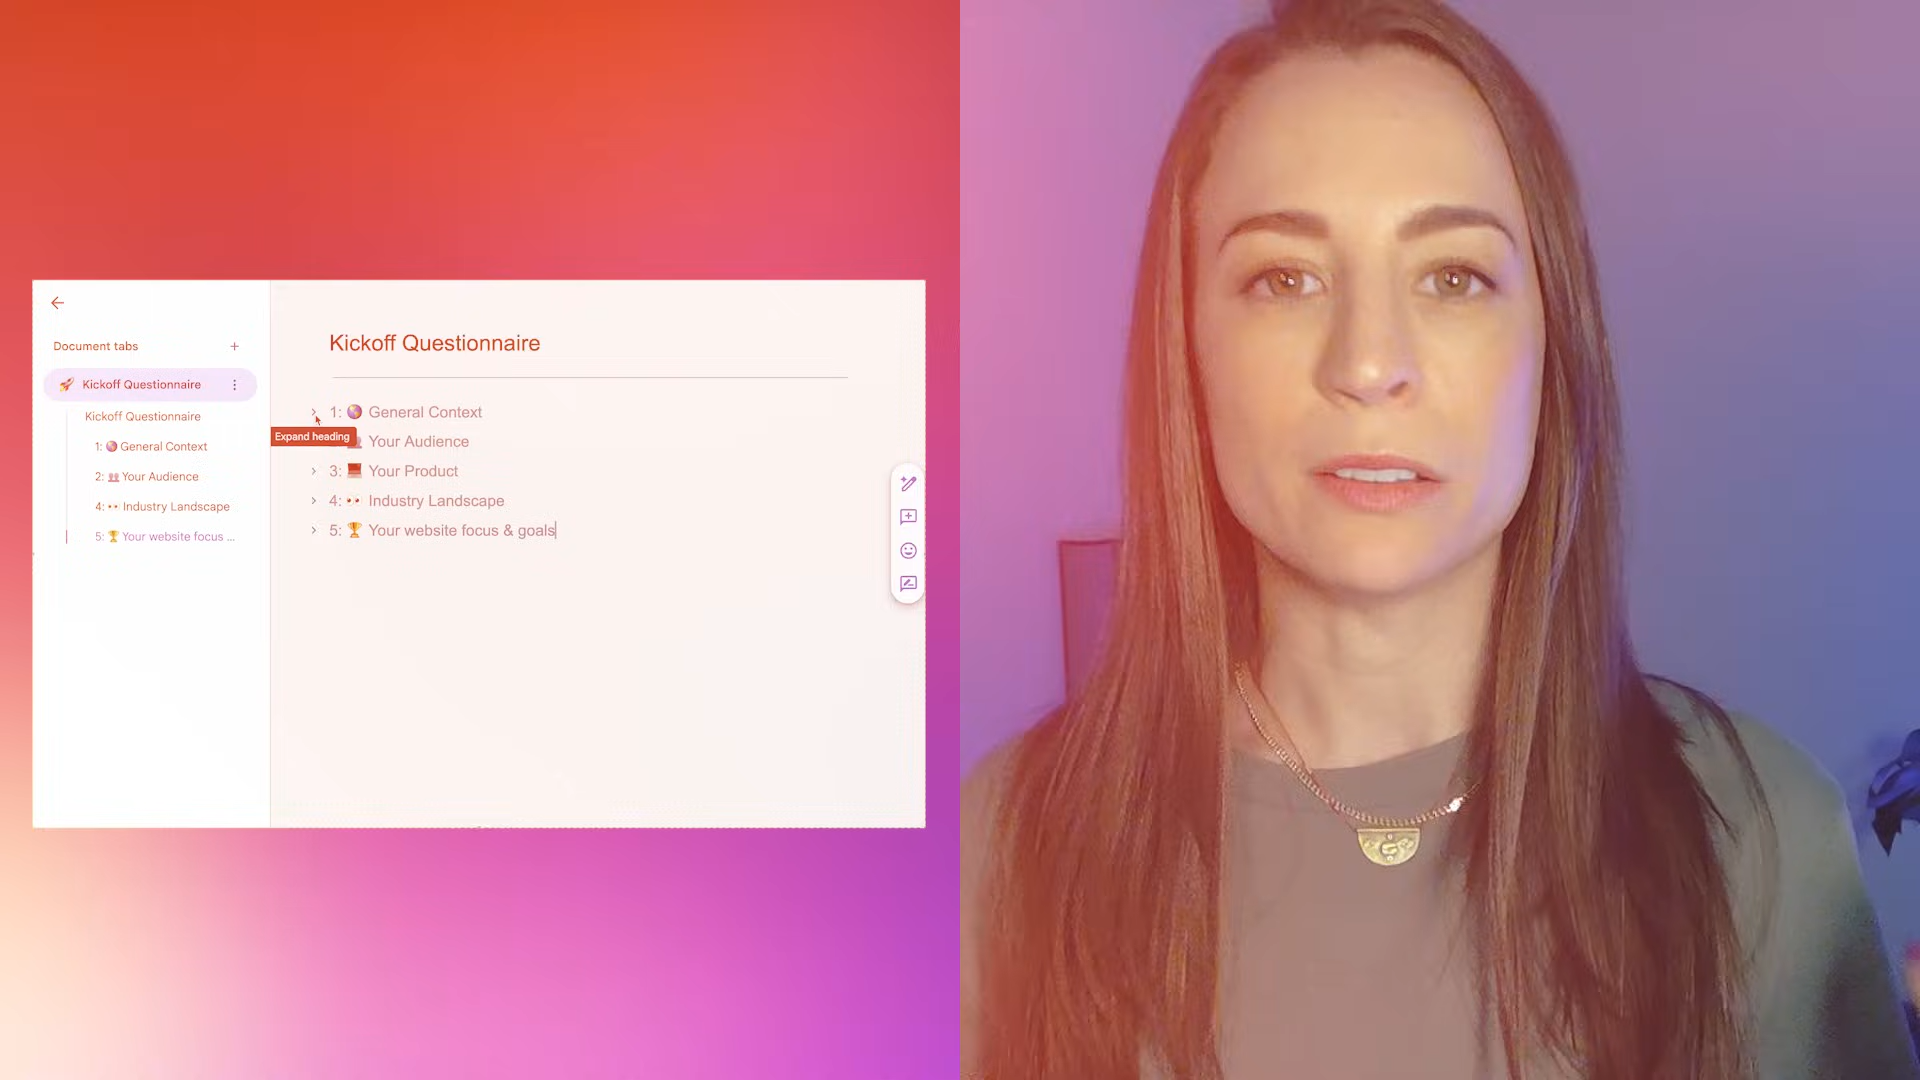 Document tabs
🚀 Kickoff Questionnaire
Kickoff Questionnaire
1: General Context
2: Your Audience
4: 👀 Industry Landscape
5: 🏆 Your website focus ...
Kickoff Questionnaire
1: General Context
Expand heading
Your Audience
3: Your Product
4: 👀 Industry Landscape
5: 🏆 Your website focus & goals